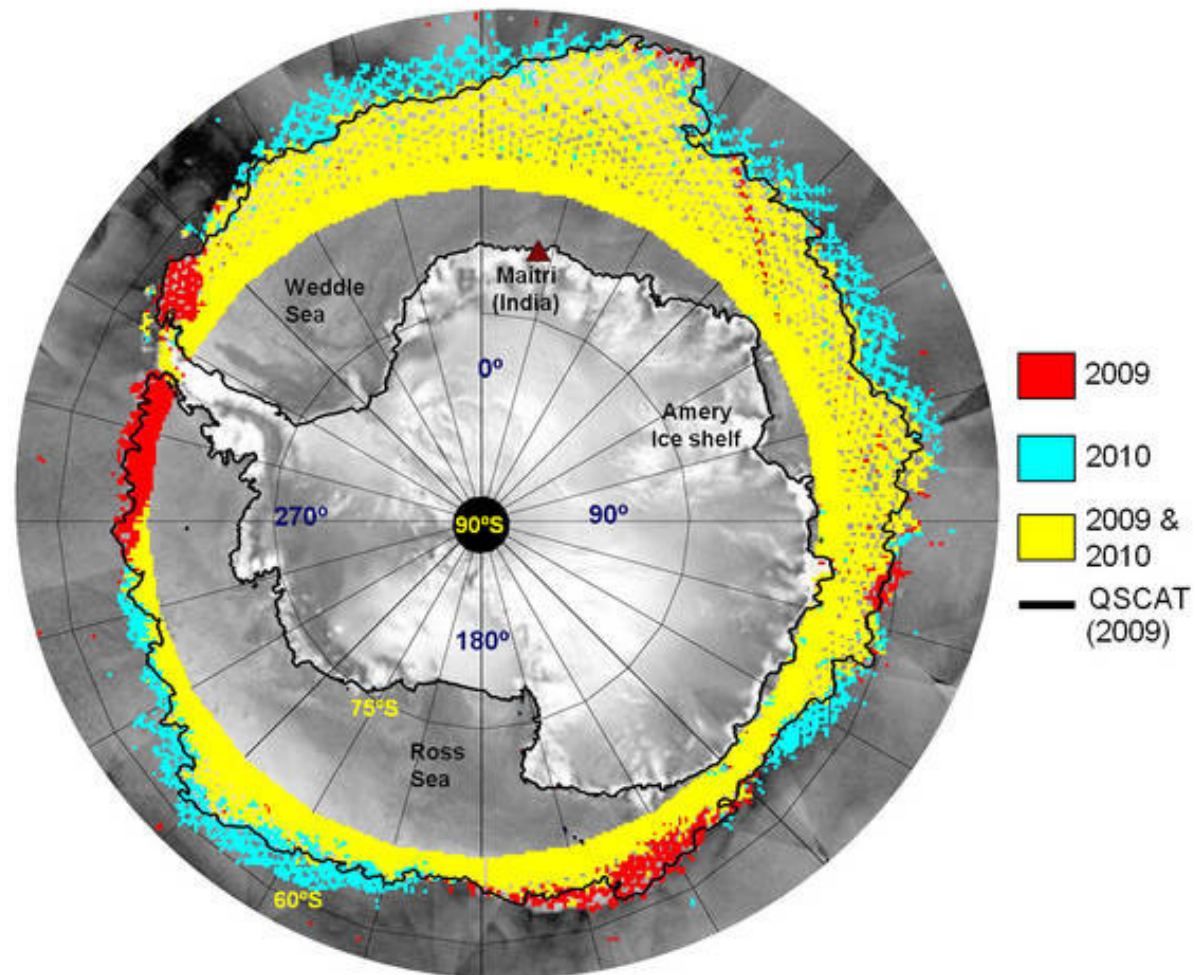 Weddle
Sea
Maitri
(India)
0º
Amery
Ice shelf
270º
90ºS
90º
180º
75ºS
Ross
Sea
60ºS
2009
2010
2009 &
2010
QSCAT
(2009)